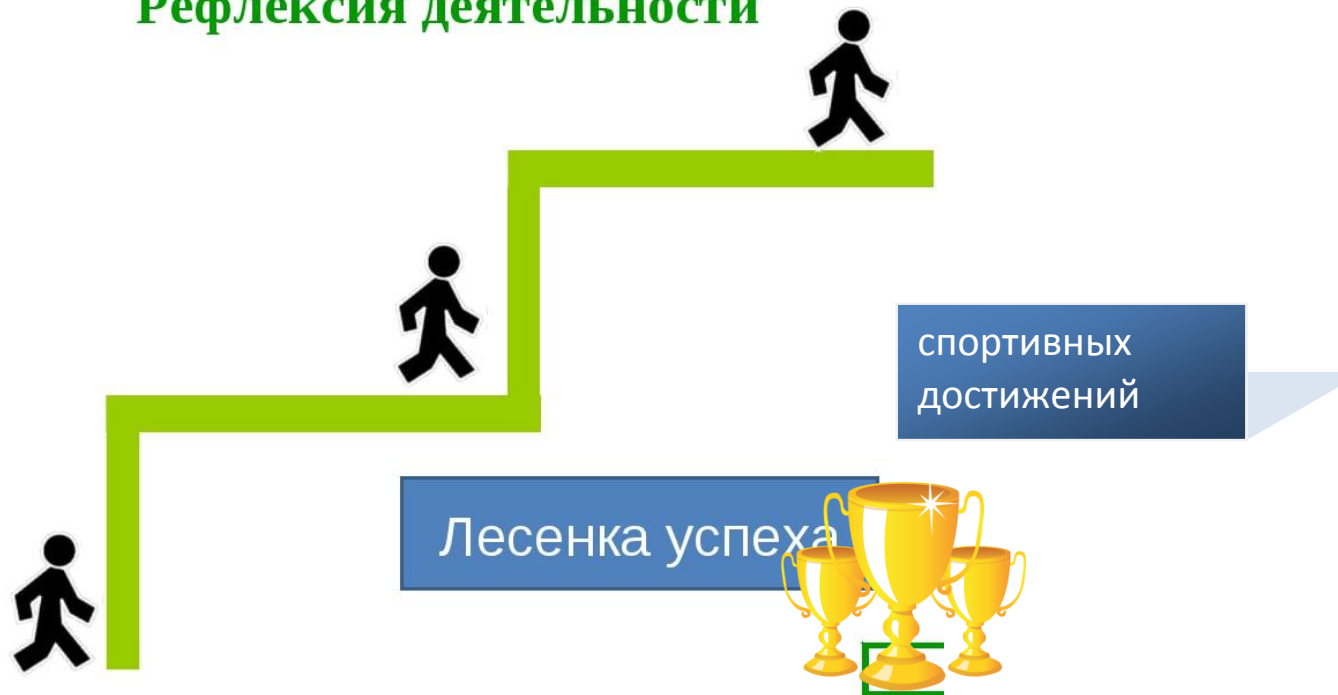 Рефлексия деятельности
спортивных
достижений
Лесенка успеха